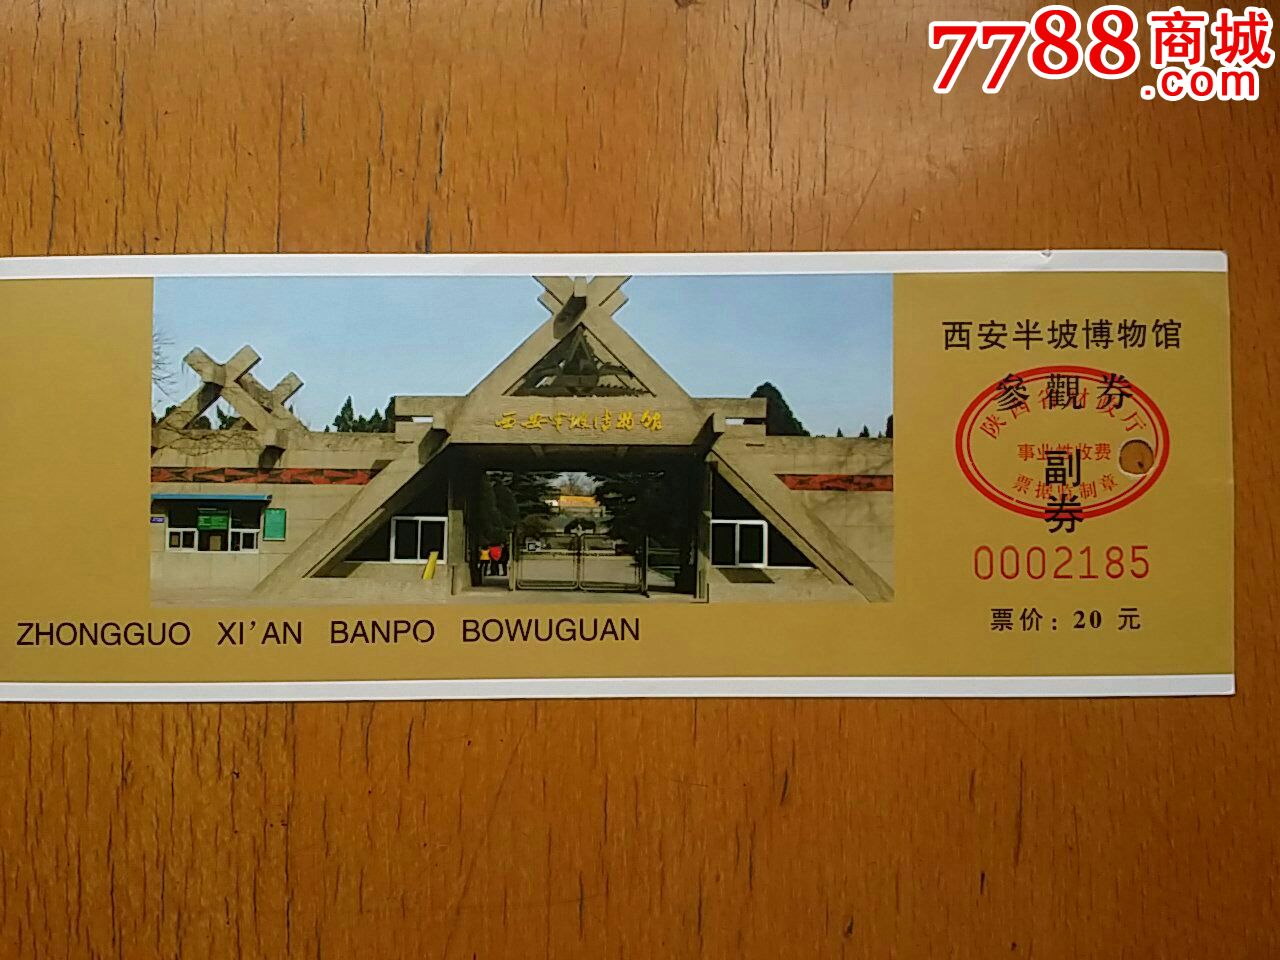 7788商城
.com
西安半坡博物馆
西安半坡博物馆
參觀券
陕西省财政厅
事业性收费
票据监制章
副
券
0002185
票价：20 元
ZHONGGUO XI'AN BANPO BOWUGUAN